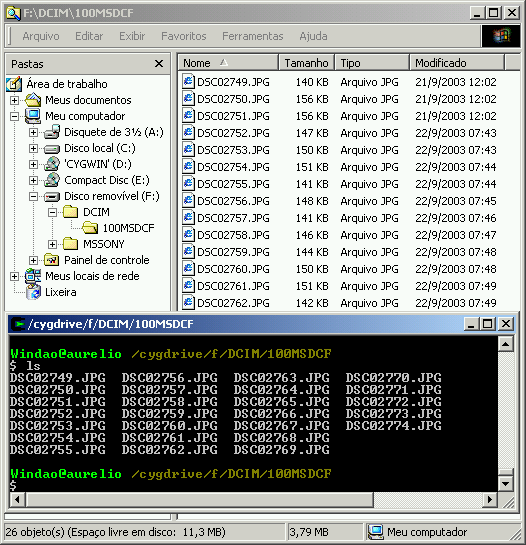 F:\DCIM\100MSDCF
Arquivo Editar Exibir Favoritos Ferramentas Ajuda
Pastas
Nome Tamanho Tipo Modificado
Área de trabalho
Meus documentos
Meu computador
Disquete de 3½ (A:)
Disco local (C:)
'CYGWIN' (D:)
Compact Disc (E:)
Disco removível (F:)
DCIM
100MSDCF
MSSONY
Painel de controle
Meus locais de rede
Lixeira
DSC02749.JPG 140 KB Arquivo JPG 21/9/2003 12:02
DSC02750.JPG 156 KB Arquivo JPG 21/9/2003 12:02
DSC02751.JPG 156 KB Arquivo JPG 21/9/2003 12:02
DSC02752.JPG 147 KB Arquivo JPG 22/9/2003 07:43
DSC02753.JPG 150 KB Arquivo JPG 22/9/2003 07:43
DSC02754.JPG 151 KB Arquivo JPG 22/9/2003 07:44
DSC02755.JPG 141 KB Arquivo JPG 22/9/2003 07:44
DSC02756.JPG 148 KB Arquivo JPG 22/9/2003 07:45
DSC02757.JPG 141 KB Arquivo JPG 22/9/2003 07:46
DSC02758.JPG 146 KB Arquivo JPG 22/9/2003 07:47
DSC02759.JPG 144 KB Arquivo JPG 22/9/2003 07:48
DSC02760.JPG 150 KB Arquivo JPG 22/9/2003 07:48
DSC02761.JPG 151 KB Arquivo JPG 22/9/2003 07:49
DSC02762.JPG 142 KB Arquivo JPG 22/9/2003 07:49
/cygdrive/f/DCIM/100MSDCF
Windao@aurelio /cygdrive/f/DCIM/100MSDCF
$ ls
DSC02749.JPG DSC02756.JPG DSC02763.JPG DSC02770.JPG
DSC02750.JPG DSC02757.JPG DSC02764.JPG DSC02771.JPG
DSC02751.JPG DSC02758.JPG DSC02765.JPG DSC02772.JPG
DSC02752.JPG DSC02759.JPG DSC02766.JPG DSC02773.JPG
DSC02753.JPG DSC02760.JPG DSC02767.JPG DSC02774.JPG
DSC02754.JPG DSC02761.JPG DSC02768.JPG
DSC02755.JPG DSC02762.JPG DSC02769.JPG
Windao@aurelio /cygdrive/f/DCIM/100MSDCF
$
26 objeto(s) (Espaço livre em disco: 11,3 MB) 3,79 MB Meu computador